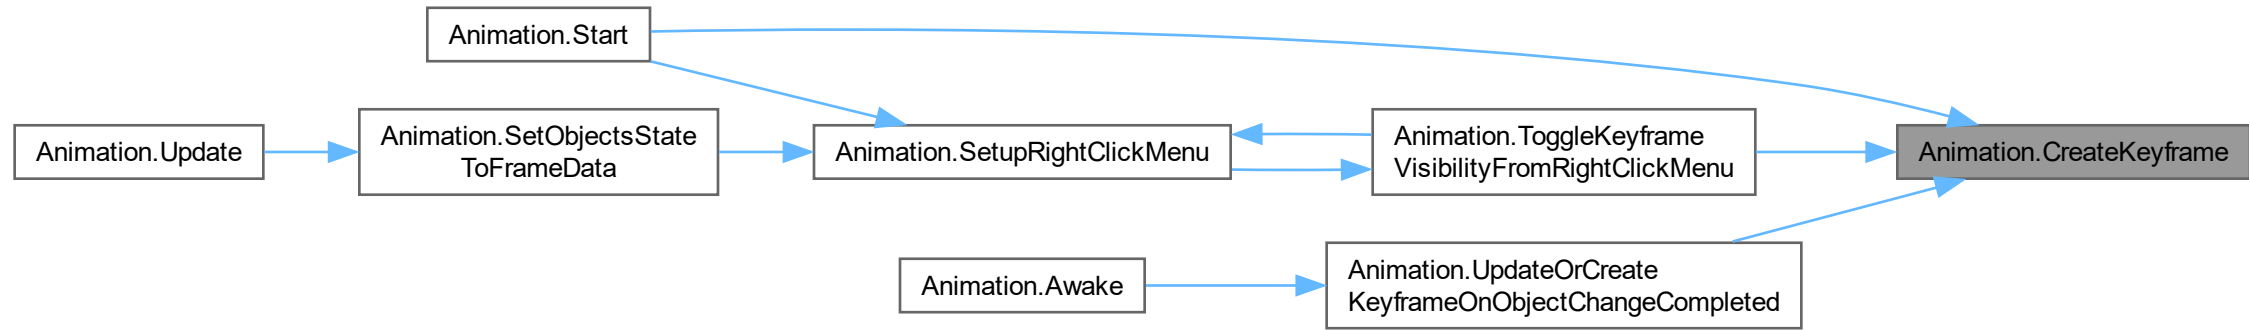 Animation.Start
Animation.Update
Animation.SetObjectsState
ToFrameData
Animation.SetupRightClickMenu
Animation.ToggleKeyframe
VisibilityFromRightClickMenu
Animation.CreateKeyframe
Animation.Awake
Animation.UpdateOrCreate
KeyframeOnObjectChangeCompleted